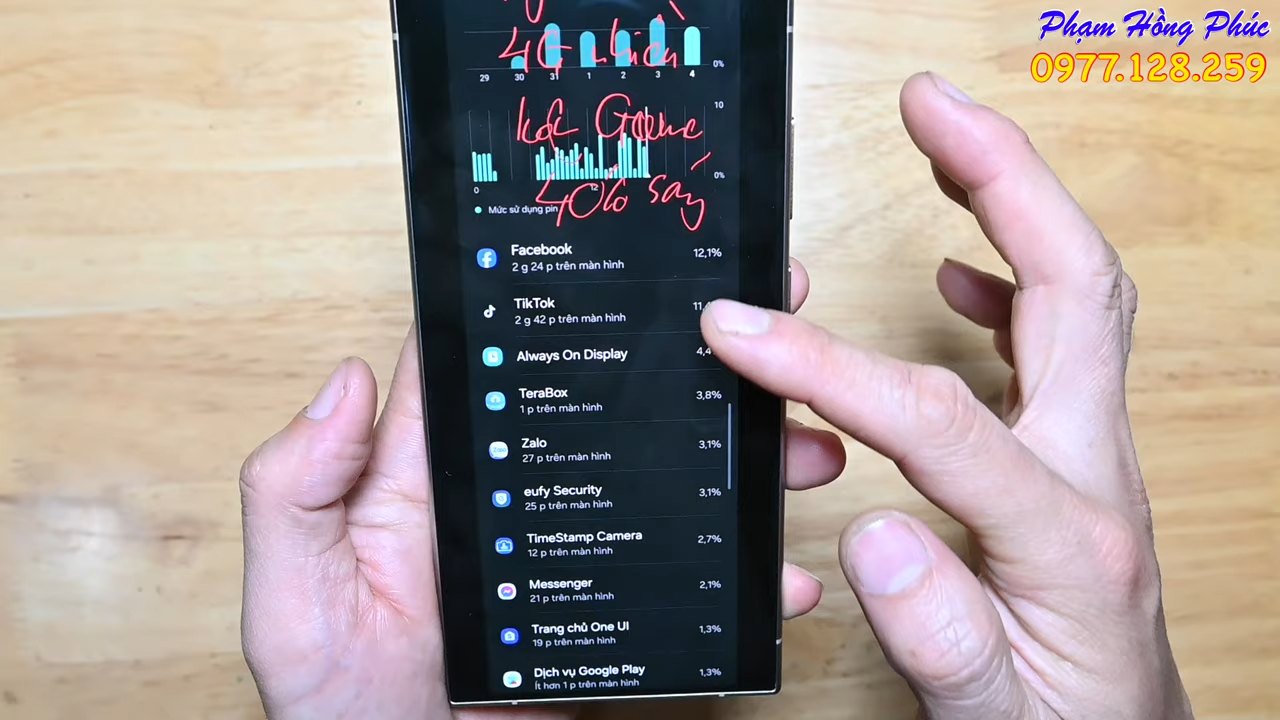 Phạm Hồng Phúc
0977.128.259
4G nhiều
0%
29 30 31 1 2 3 4
10
kđc Game
0%
0 12
40% sáy
Mức sử dụng pin
Facebook
12,1%
2 g 24 p trên màn hình
TikTok
2 g 42 p trên màn hình
Always On Display
TeraBox
3,8%
1 p trên màn hình
Zalo
3,1%
27 p trên màn hình
eufy Security
3,1%
25 p trên màn hình
TimeStamp Camera
2,7%
12 p trên màn hình
Messenger
2,1%
21 p trên màn hình
Trang chủ One UI
1,3%
19 p trên màn hình
Dịch vụ Google Play
1,3%
Ít hơn 1 p trên màn hình